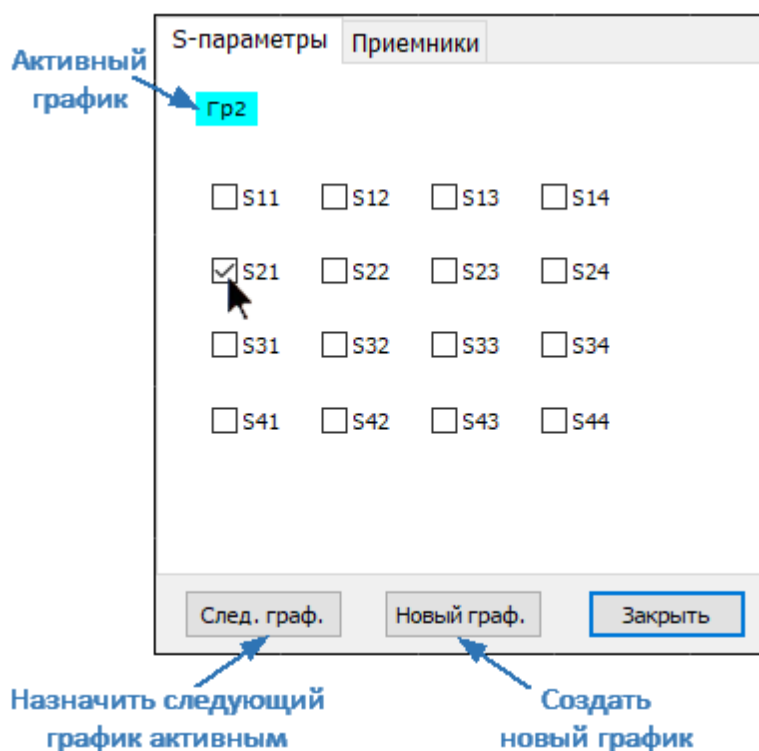 S-параметры Приемники
Активный
график
Гр2
S11 S12 S13 S14
S21 S22 S23 S24
S31 S32 S33 S34
S41 S42 S43 S44
След. граф. Новый граф. Закрыть
Назначить следующий
график активным
Создать
новый график